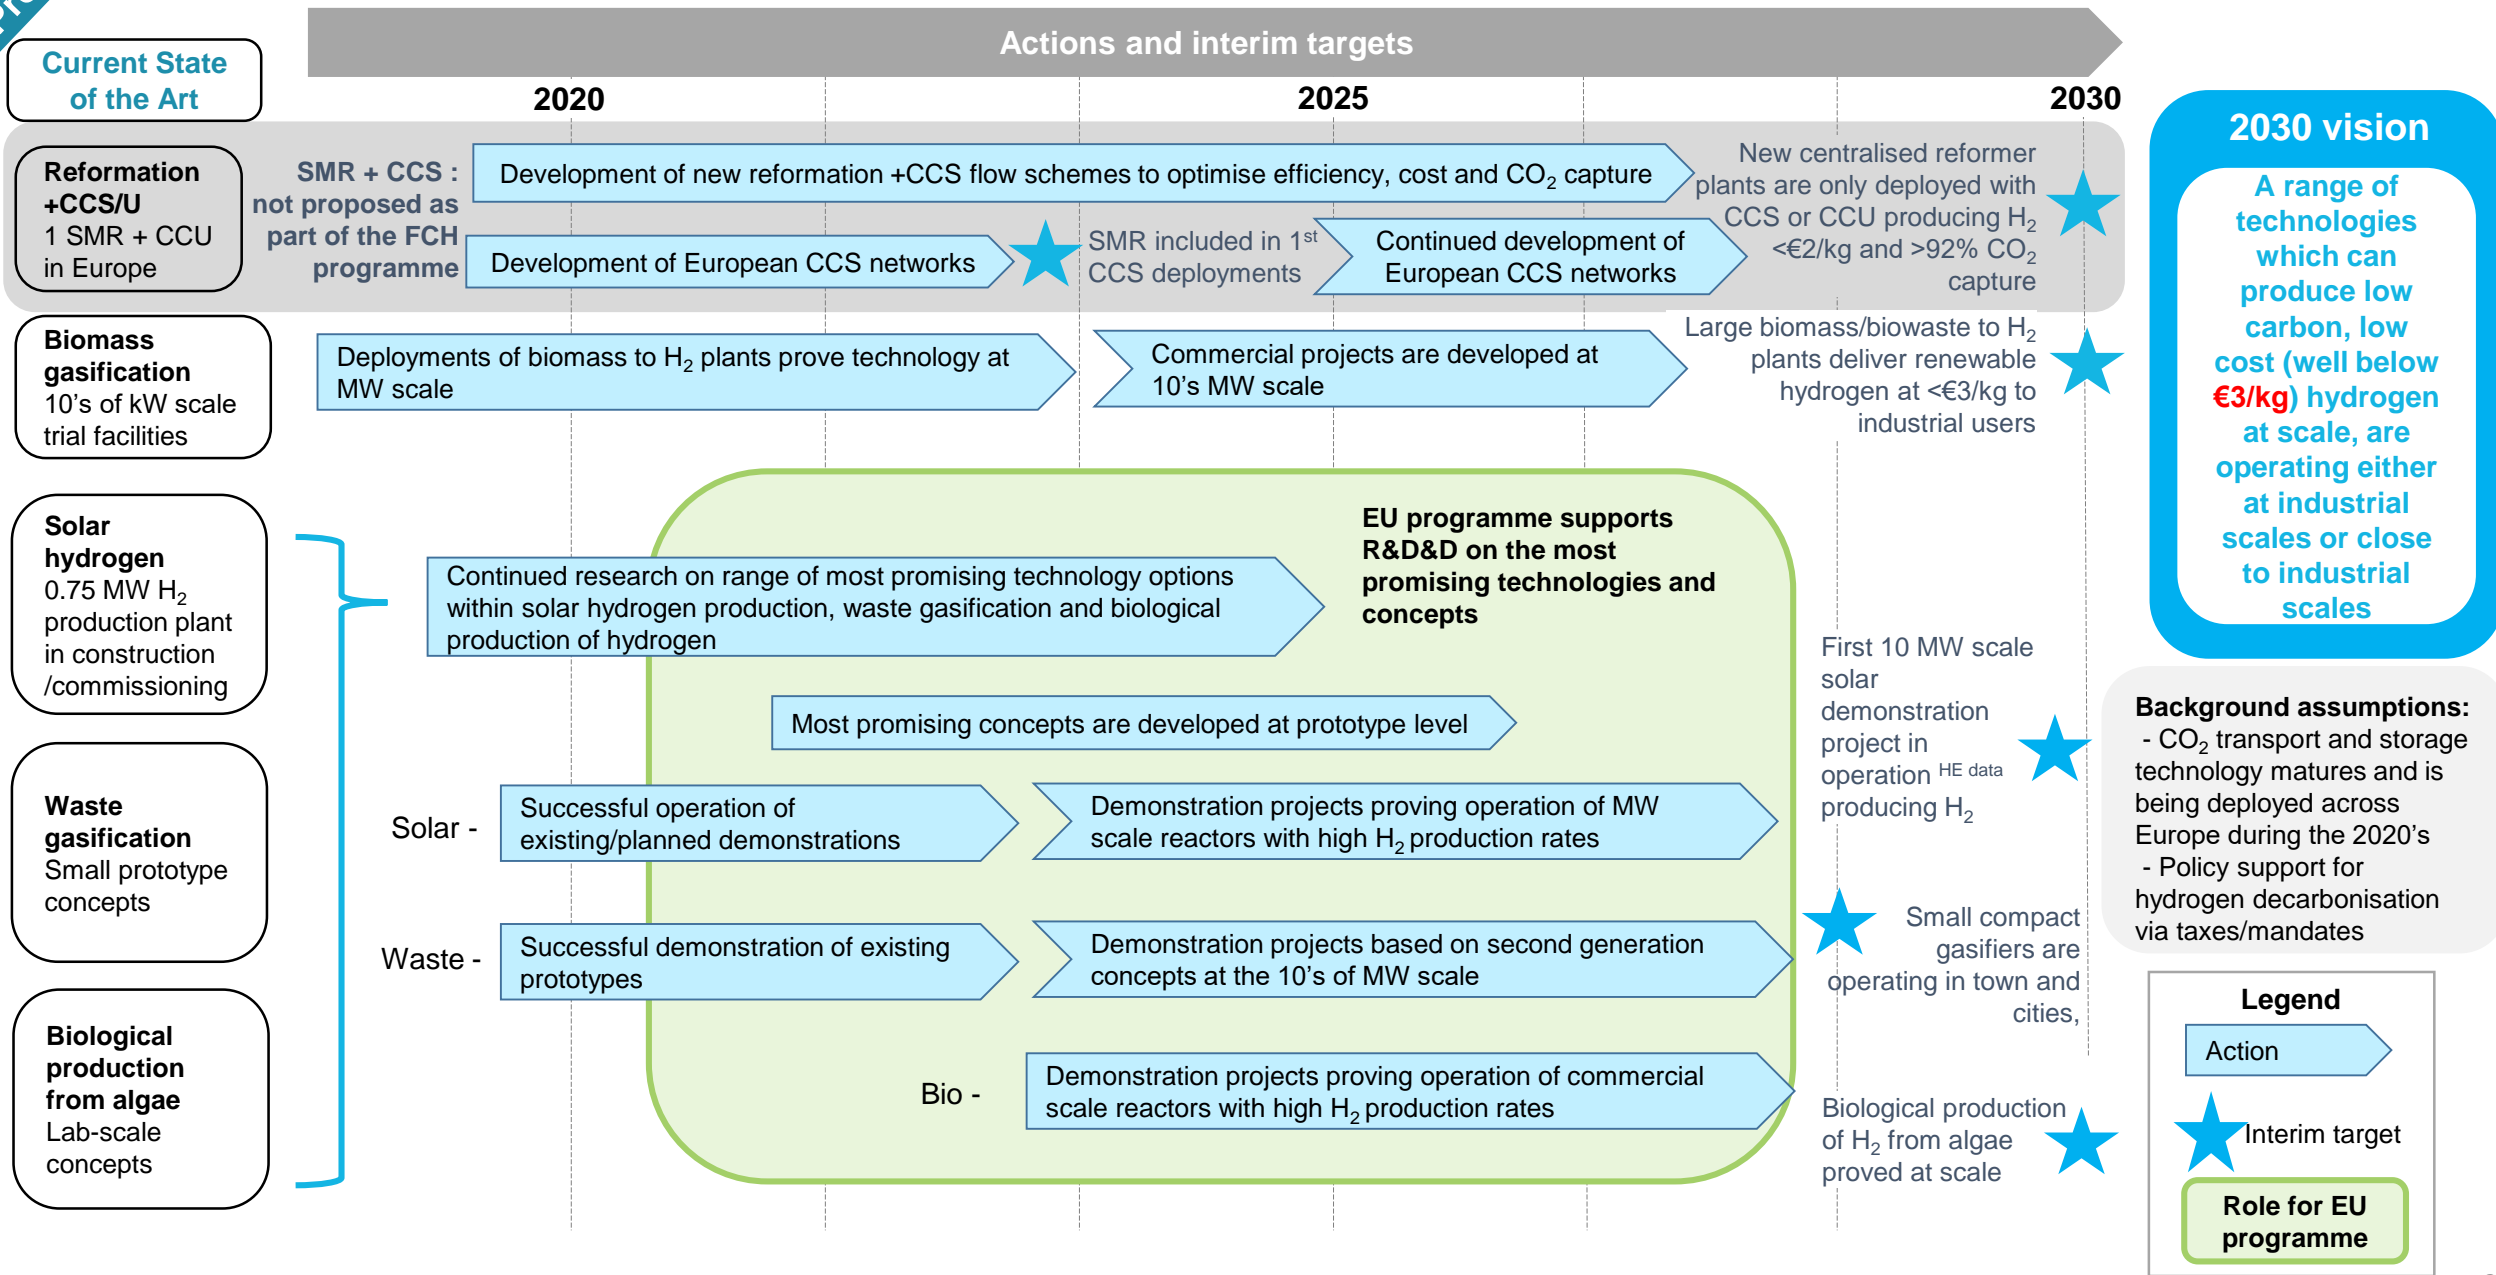 Actions and interim targets
Current State
of the Art
2020
2025
2030
Reformation
+CCS/U
1 SMR + CCU
in Europe
SMR + CCS :
not proposed as
part of the FCH
programme
Development of new reformation +CCS flow schemes to optimise efficiency, cost and CO₂ capture
Development of European CCS networks
SMR included in 1st
CCS deployments
Continued development of
European CCS networks
New centralised reformer
plants are only deployed with
CCS or CCU producing H₂
<€2/kg and >92% CO₂
capture
Biomass
gasification
10's of kW scale
trial facilities
Deployments of biomass to H₂ plants prove technology at
MW scale
Commercial projects are developed at
10's MW scale
Large biomass/biowaste to H₂
plants deliver renewable
hydrogen at <€3/kg to
industrial users
Solar
hydrogen
0.75 MW H₂
production plant
in construction
/commissioning
Waste
gasification
Small prototype
concepts
Biological
production
from algae
Lab-scale
concepts
EU programme supports
R&D&D on the most
promising technologies and
concepts
Continued research on range of most promising technology options
within solar hydrogen production, waste gasification and biological
production of hydrogen
Most promising concepts are developed at prototype level
Solar -
Successful operation of
existing/planned demonstrations
Demonstration projects proving operation of MW
scale reactors with high H₂ production rates
First 10 MW scale
solar
demonstration
project in
operation HE data
producing H₂
Waste -
Successful demonstration of existing
prototypes
Demonstration projects based on second generation
concepts at the 10's of MW scale
Small compact
gasifiers are
operating in town and
cities,
Bio -
Demonstration projects proving operation of commercial
scale reactors with high H₂ production rates
Biological production
of H₂ from algae
proved at scale
2030 vision
A range of
technologies
which can
produce low
carbon, low
cost (well below
€3/kg) hydrogen
at scale, are
operating either
at industrial
scales or close
to industrial
scales
Background assumptions:
- CO₂ transport and storage
technology matures and is
being deployed across
Europe during the 2020's
- Policy support for
hydrogen decarbonisation
via taxes/mandates
Legend
Action
Interim target
Role for EU
programme